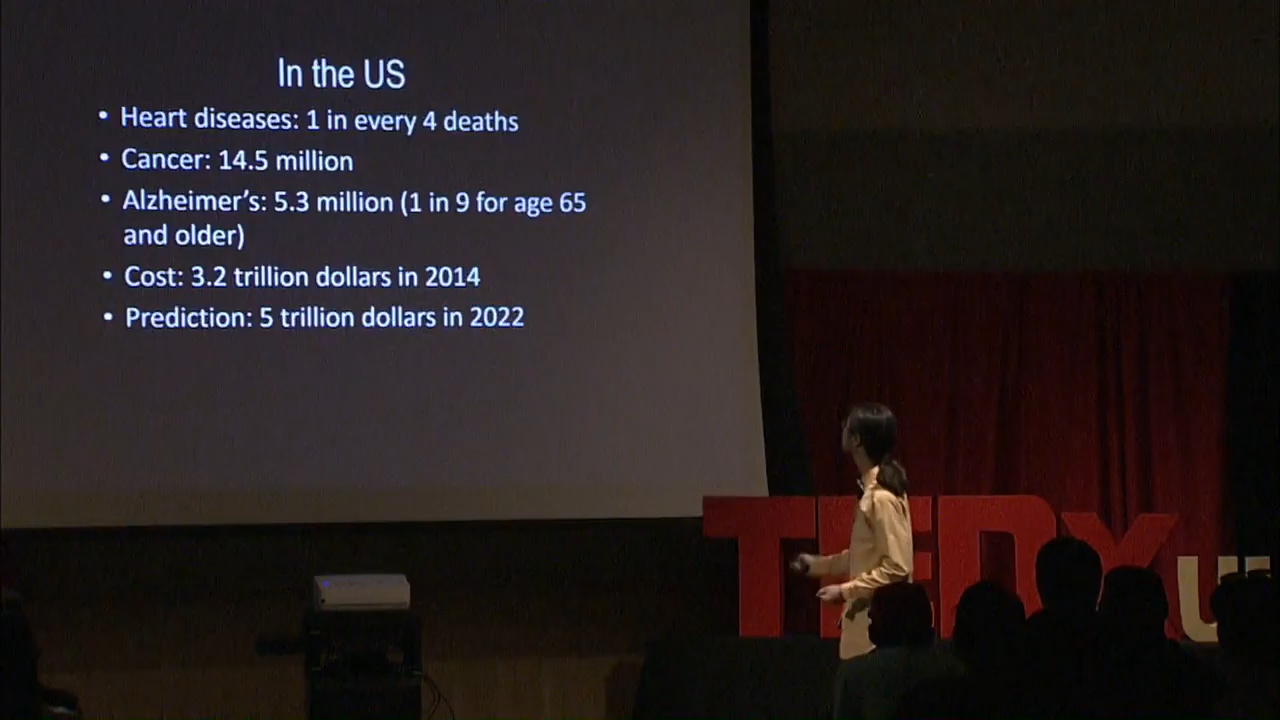 In the US
• Heart diseases: 1 in every 4 deaths
• Cancer: 14.5 million
• Alzheimer's: 5.3 million (1 in 9 for age 65
and older)
• Cost: 3.2 trillion dollars in 2014
• Prediction: 5 trillion dollars in 2022
TEDx